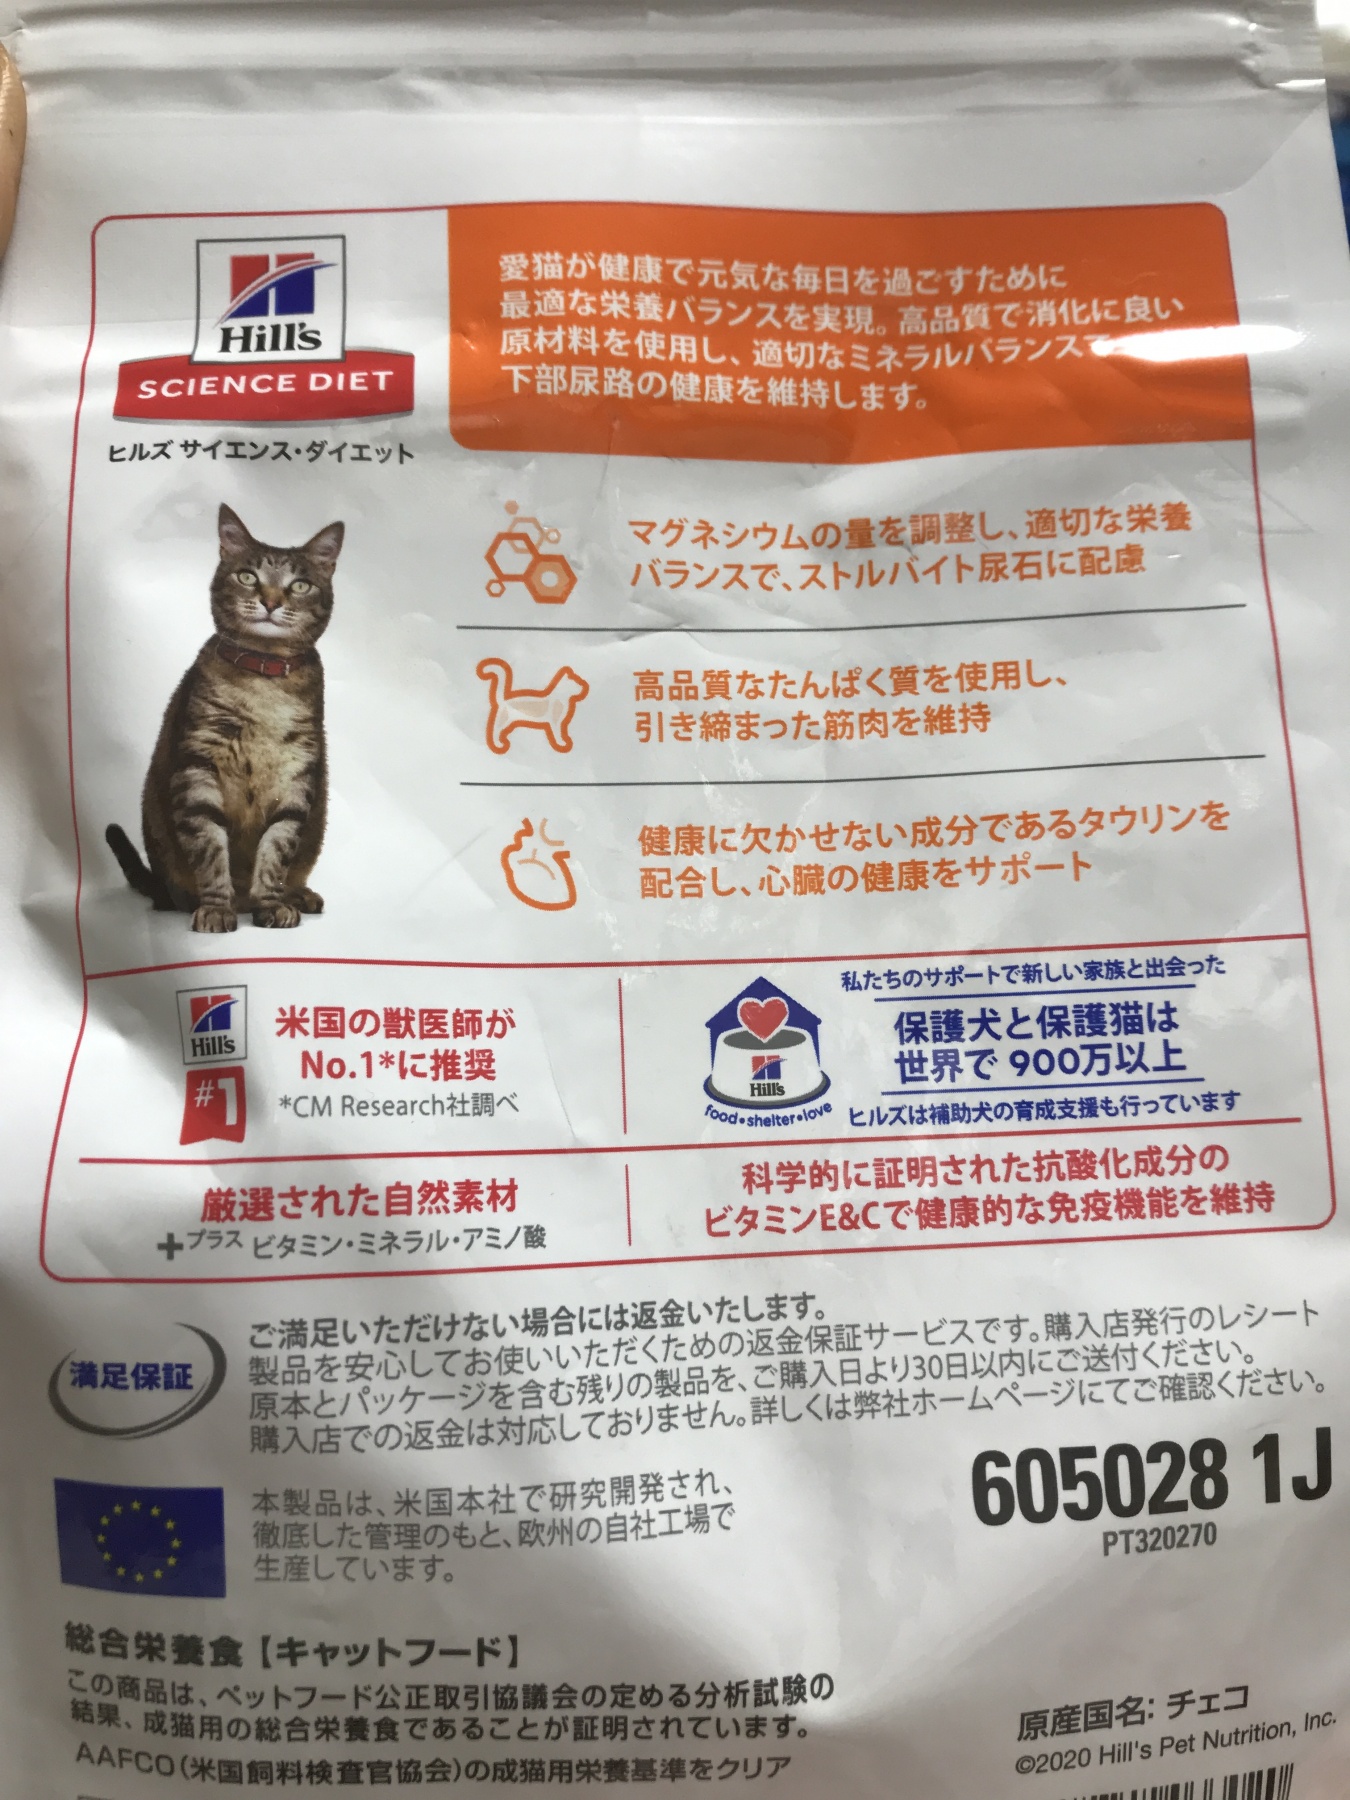 Hill's
SCIENCE DIET
ヒルズ サイエンス・ダイエット
愛猫が健康で元気な毎日を過ごすために
最適な栄養バランスを実現。高品質で消化に良い
原材料を使用し、適切なミネラルバランスで
下部尿路の健康を維持します。
マグネシウムの量を調整し、適切な栄養
バランスで、ストルバイト尿石に配慮
高品質なたんぱく質を使用し、
引き締まった筋肉を維持
健康に欠かせない成分であるタウリンを
配合し、心臓の健康をサポート
Hill's
#1
米国の獣医師が
No.1*に推奨
*CM Research社調べ
Hill's
food•shelter•love
私たちのサポートで新しい家族と出会った
保護犬と保護猫は
世界で 900万以上
ヒルズは補助犬の育成支援も行っています
厳選された自然素材
+プラス ビタミン・ミネラル・アミノ酸
科学的に証明された抗酸化成分の
ビタミンE&Cで健康的な免疫機能を維持
満足保証
ご満足いただけない場合には返金いたします。
製品を安心してお使いいただくための返金保証サービスです。購入店発行のレシート
原本とパッケージを含む残りの製品を、ご購入日より30日以内にご送付ください。
購入店での返金は対応しておりません。詳しくは弊社ホームページにてご確認ください。
本製品は、米国本社で研究開発され、
徹底した管理のもと、欧州の自社工場で
生産しています。
605028 1J
PT320270
総合栄養食【キャットフード】
この商品は、ペットフード公正取引協議会の定める分析試験の
結果、成猫用の総合栄養食であることが証明されています。
AAFCO(米国飼料検査官協会)の成猫用栄養基準をクリア
原産国名: チェコ
©2020 Hill's Pet Nutrition, Inc.